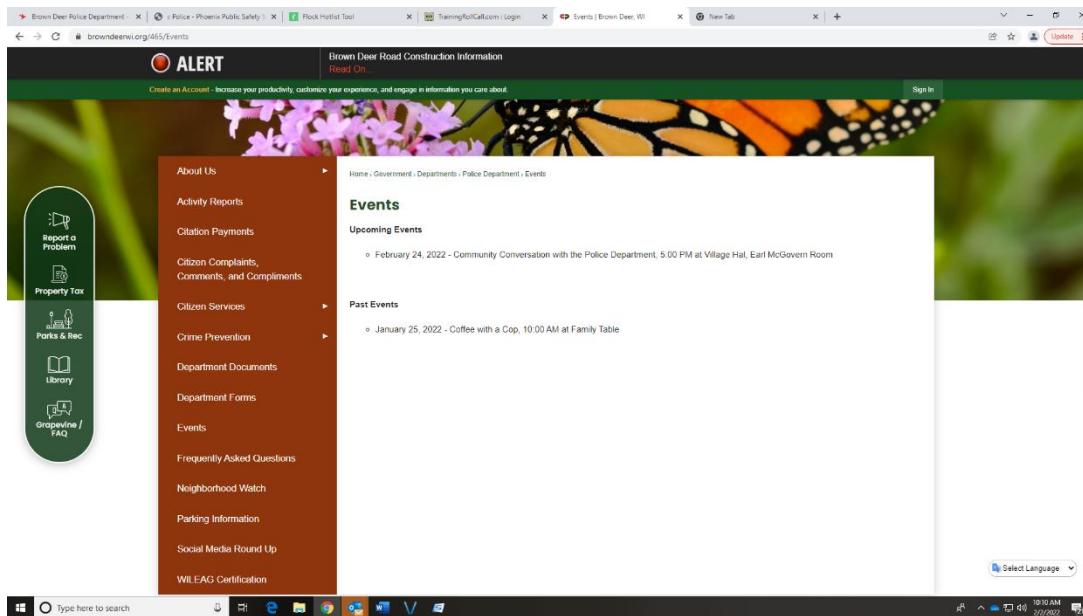 Brown Deer Police Department -
: Police - Phoenix Public Safety S
Flock Hotlist Tool
TrainingRollCall.com : Login
Events | Brown Deer, WI
New Tab
browndeerwi.org/465/Events
Update
ALERT
Brown Deer Road Construction Information
Read On...
Create an Account - Increase your productivity, customize your experience, and engage in information you care about.
Sign In
Report a
Problem
Property Tax
Parks & Rec
Library
Grapevine /
FAQ
About Us
Activity Reports
Citation Payments
Citizen Complaints,
Comments, and Compliments
Citizen Services
Crime Prevention
Department Documents
Department Forms
Events
Frequently Asked Questions
Neighborhood Watch
Parking Information
Social Media Round Up
WILEAG Certification
Home › Government › Departments › Police Department › Events
Events
Upcoming Events
February 24, 2022 - Community Conversation with the Police Department, 5:00 PM at Village Hal, Earl McGovern Room
Past Events
January 25, 2022 - Coffee with a Cop, 10:00 AM at Family Table
Select Language
Type here to search
10:10 AM
2/2/2022